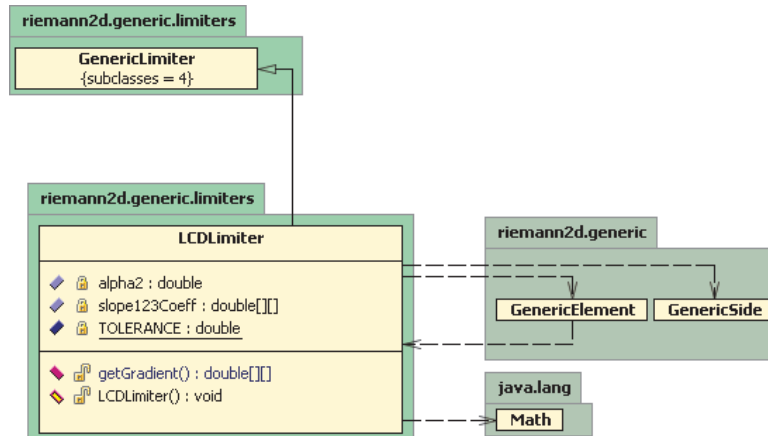 riemann2d.generic.limiters
GenericLimiter
{subclasses = 4}
riemann2d.generic.limiters
LCDLimiter
alpha2 : double
slope123Coeff : double[][]
TOLERANCE : double
getGradient() : double[][]
LCDLimiter() : void
riemann2d.generic
GenericElement
GenericSide
java.lang
Math